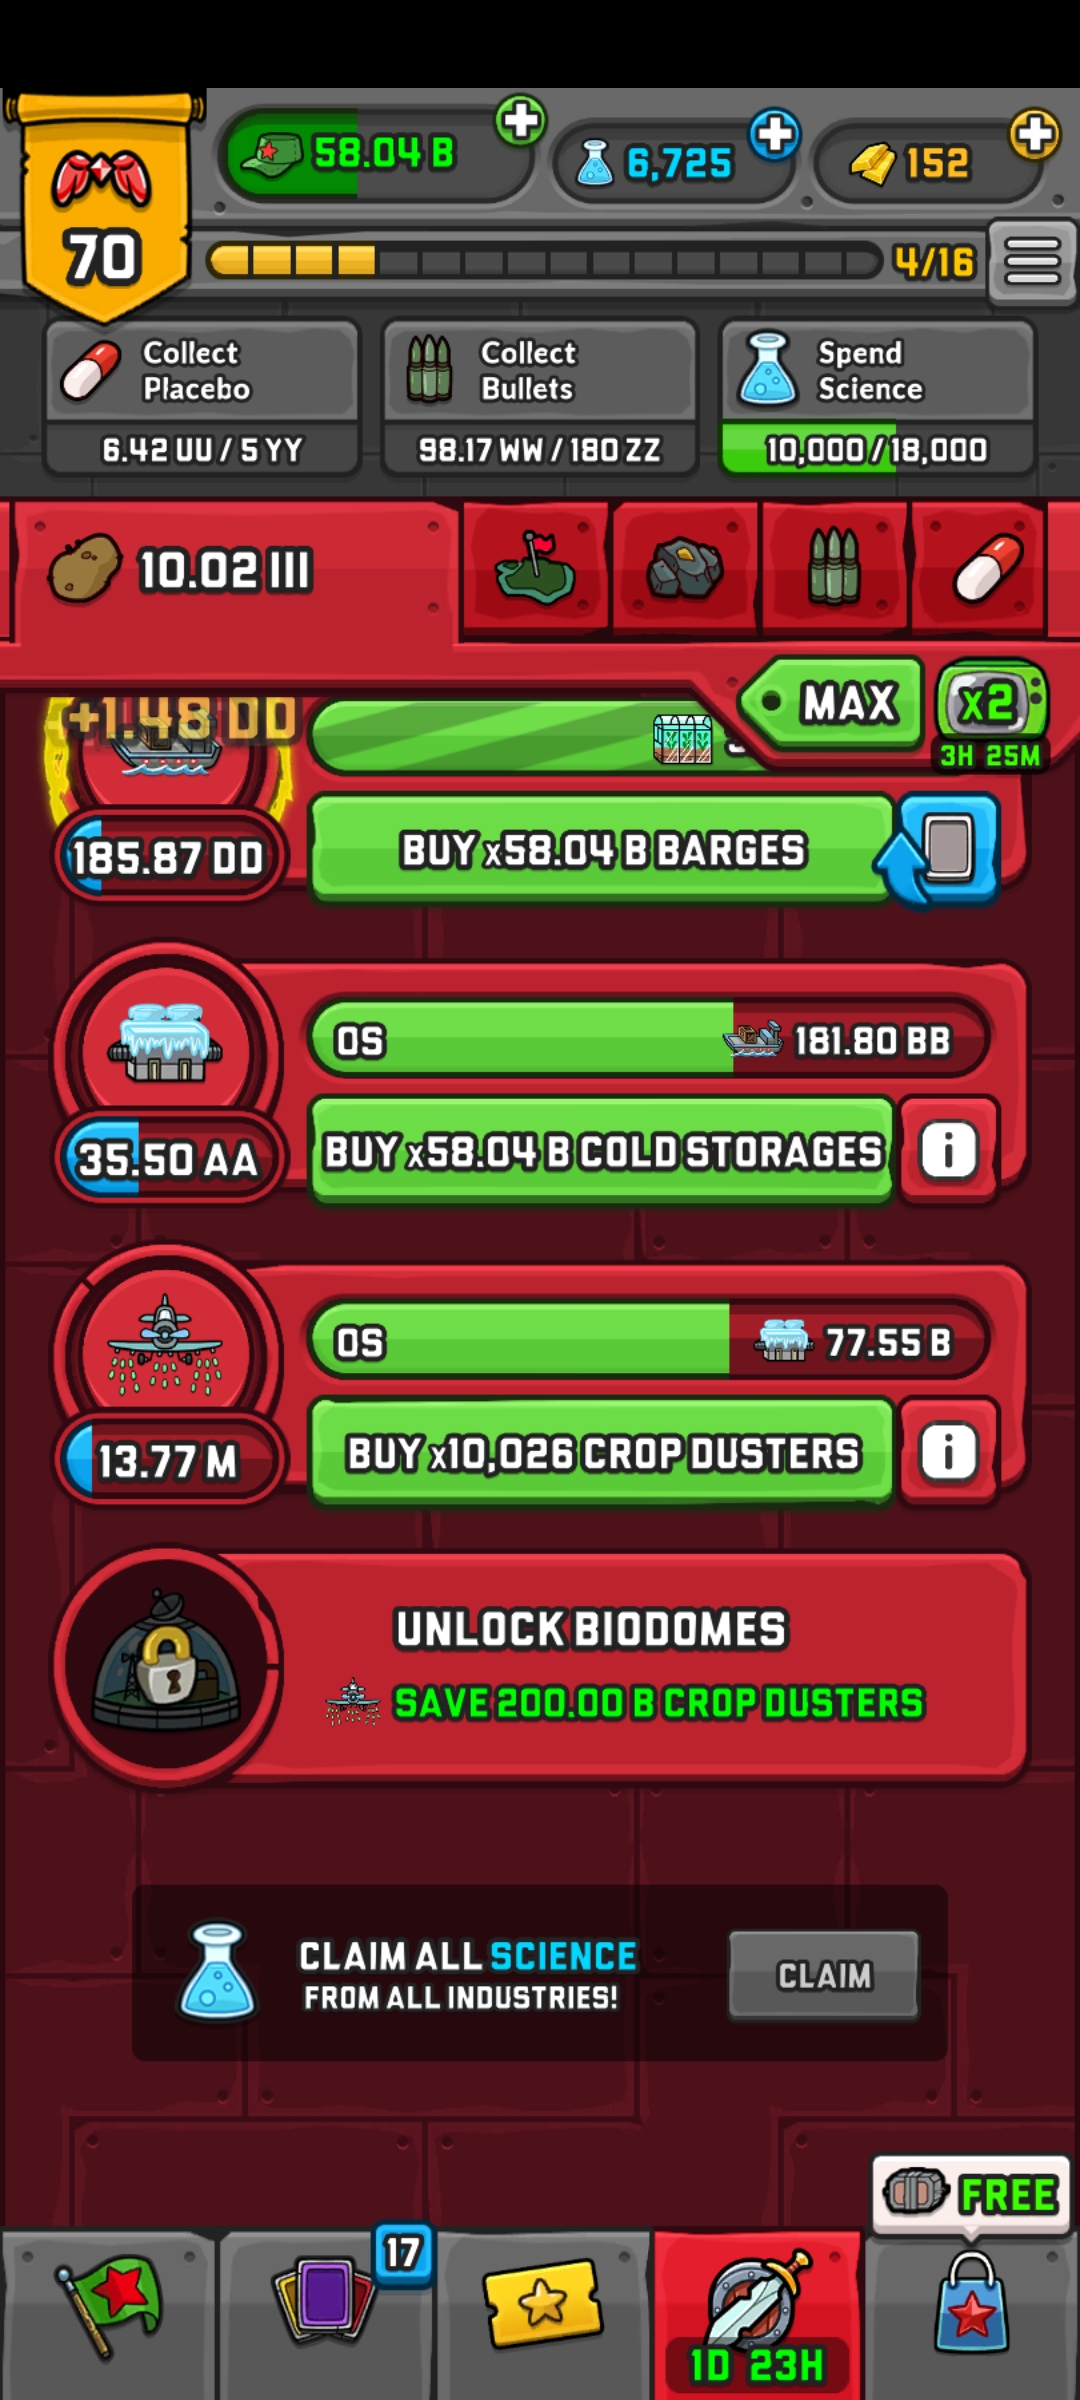 58.04 B
6,725
152
70
4/16
Collect
Placebo
6.42 UU / 5 YY
Collect
Bullets
98.17 WW / 180 ZZ
Spend
Science
10,000 / 18,000
10.02 III
MAX
x2
3H 25M
+1.48 DD
185.87 DD
BUY x58.04 B BARGES
0S
181.80 BB
35.50 AA
BUY x58.04 B COLD STORAGES
i
0S
77.55 B
13.77 M
BUY x10,026 CROP DUSTERS
i
UNLOCK BIODOMES
SAVE 200.00 B CROP DUSTERS
CLAIM ALL SCIENCE
FROM ALL INDUSTRIES!
CLAIM
FREE
17
1D 23H